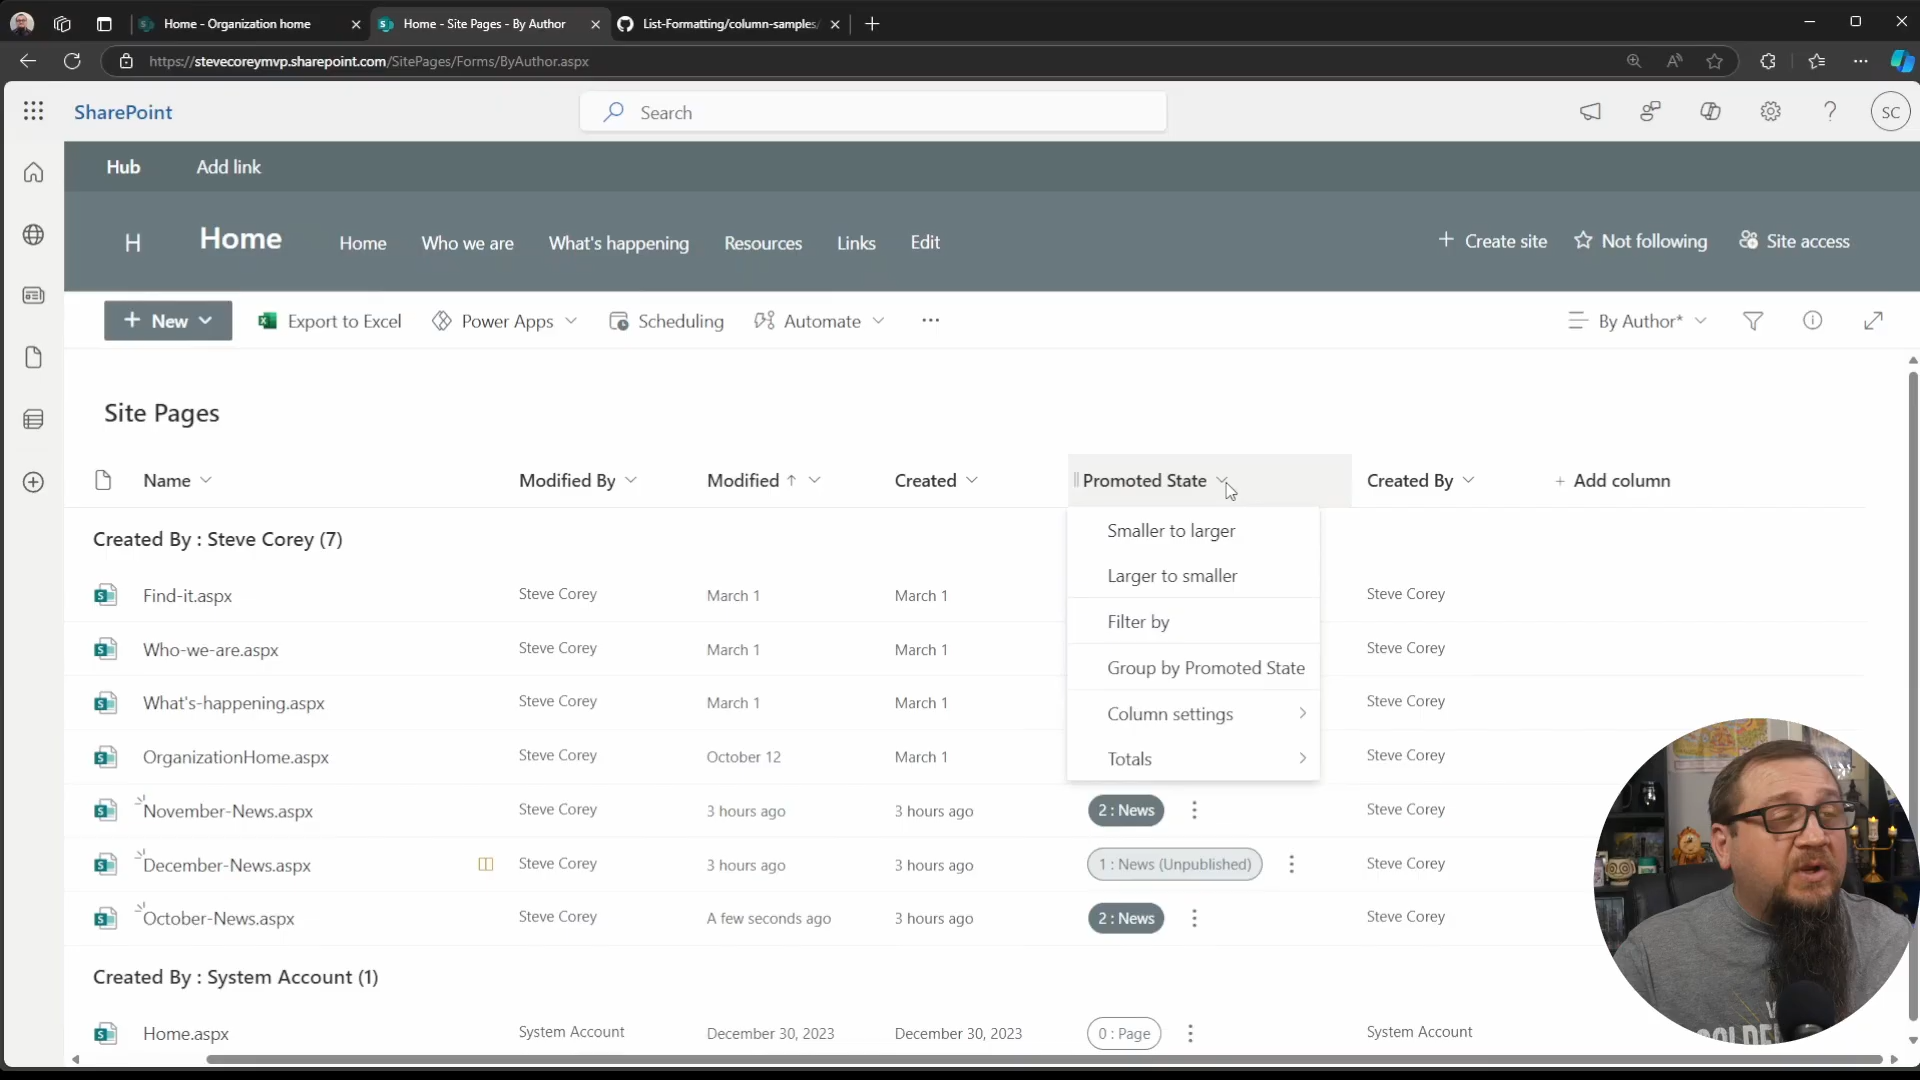 Home - Organization home
Home - Site Pages - By Author
List-Formatting/column-samples/
https://stevecoreymvp.sharepoint.com/SitePages/Forms/ByAuthor.aspx
SharePoint
Search
SC
Hub
Add link
H
Home
Home
Who we are
What's happening
Resources
Links
Edit
Create site
Not following
Site access
New
Export to Excel
Power Apps
Scheduling
Automate
By Author*
Site Pages
Name
Modified By
Modified
Created
Promoted State
Created By
Add column
Smaller to larger
Larger to smaller
Filter by
Group by Promoted State
Column settings
Totals
Created By : Steve Corey (7)
Find-it.aspx Steve Corey March 1 March 1 Steve Corey
Who-we-are.aspx Steve Corey March 1 March 1 Steve Corey
What's-happening.aspx Steve Corey March 1 March 1 Steve Corey
OrganizationHome.aspx Steve Corey October 12 March 1 Steve Corey
November-News.aspx Steve Corey 3 hours ago 3 hours ago 2 : News Steve Corey
December-News.aspx Steve Corey 3 hours ago 3 hours ago 1 : News (Unpublished) Steve Corey
October-News.aspx Steve Corey A few seconds ago 3 hours ago 2 : News Steve Corey
Created By : System Account (1)
Home.aspx System Account December 30, 2023 December 30, 2023 0 : Page System Account